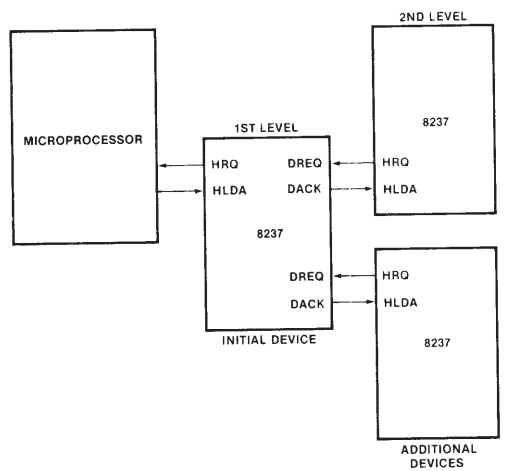 2ND LEVEL
8237
HRQ
HLDA
MICROPROCESSOR
1ST LEVEL
HRQ DREQ
HLDA DACK
8237
DREQ
DACK
INITIAL DEVICE
HRQ
HLDA
8237
ADDITIONAL
DEVICES